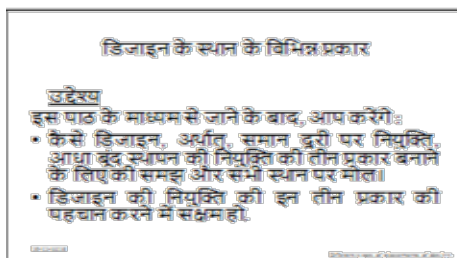 डिजाइन के स्थान के विभिन्न प्रकार
उद्देश्य
इस पाठ के माध्यम से जाने के बाद, आप करेंगे :
• कैसे डिजाइन, अर्थात्, समान दूरी पर नियुक्ति,
आधा बूंद स्थापन की नियुक्ति की तीन प्रकार बनाने
के लिए की समझ और सभी स्थान पर मोल।
• डिजाइन की नियुक्ति की इन तीन प्रकार की
पहचान करने में सक्षम हो.